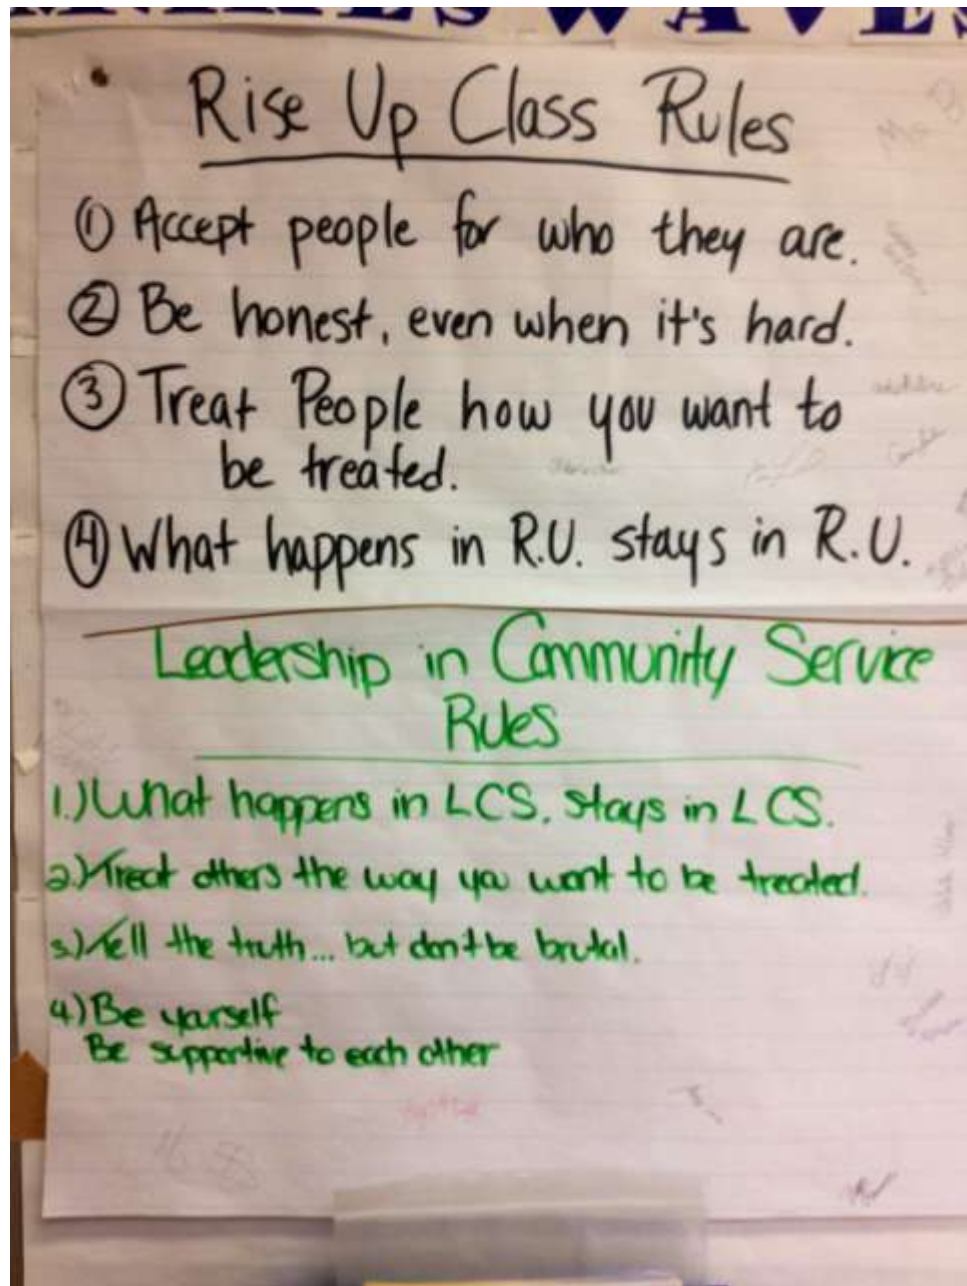 WAVES
Rise Up Class Rules
① Accept people for who they are.
② Be honest, even when it's hard.
③ Treat People how you want to
be treated.
④ What happens in R.U. stays in R.U.
Leadership in Community Service
Rules
1.) What happens in LCS, stays in LCS.
2.) Treat others the way you want to be treated.
3.) Tell the truth... but don't be brutal.
4.) Be yourself
Be supportive to each other